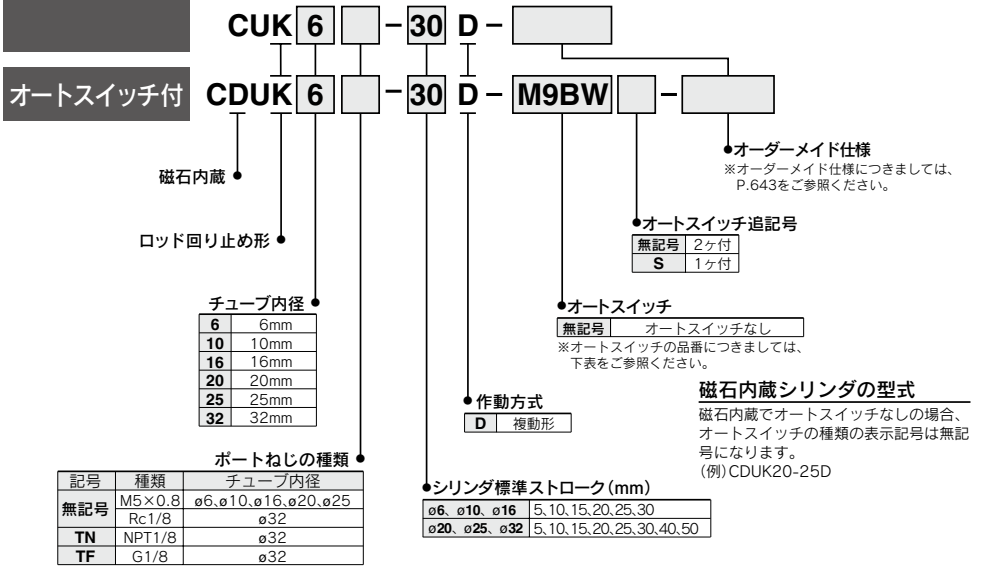 CUK 6 － 30 D －
オートスイッチ付 CDUK 6 － 30 D － M9BW －
磁石内蔵
ロッド回り止め形
チューブ内径
6 6mm
10 10mm
16 16mm
20 20mm
25 25mm
32 32mm
ポートねじの種類
記号 種類 チューブ内径
無記号 M5×0.8 ø6、ø10、ø16、ø20、ø25
Rc1/8 ø32
TN NPT1/8 ø32
TF G1/8 ø32
シリンダ標準ストローク（mm）
ø6、ø10、ø16 5、10、15、20、25、30
ø20、ø25、ø32 5、10、15、20、25、30、40、50
作動方式
D 複動形
オートスイッチ
無記号 オートスイッチなし
※オートスイッチの品番につきましては、
下表をご参照ください。
オートスイッチ追記号
無記号 2ヶ付
S 1ヶ付
オーダーメイド仕様
※オーダーメイド仕様につきましては、
P.643をご参照ください。
磁石内蔵シリンダの型式
磁石内蔵でオートスイッチなしの場合、
オートスイッチの種類の表示記号は無記
号になります。
（例）CDUK20-25D